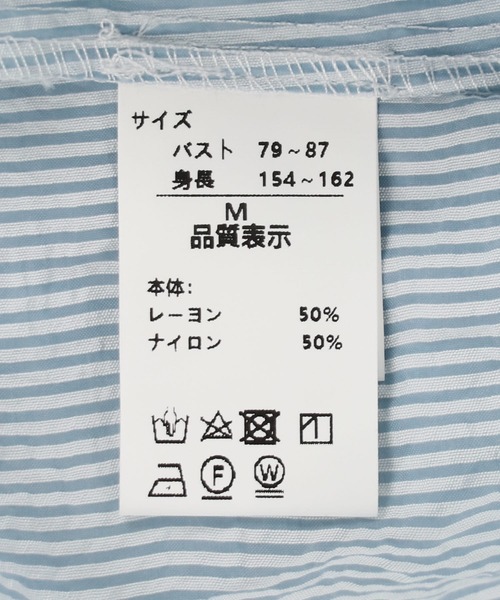 サイズ
バスト 79~87
身長 154~162
M
品質表示
本体:
レーヨン 50%
ナイロン 50%
F W